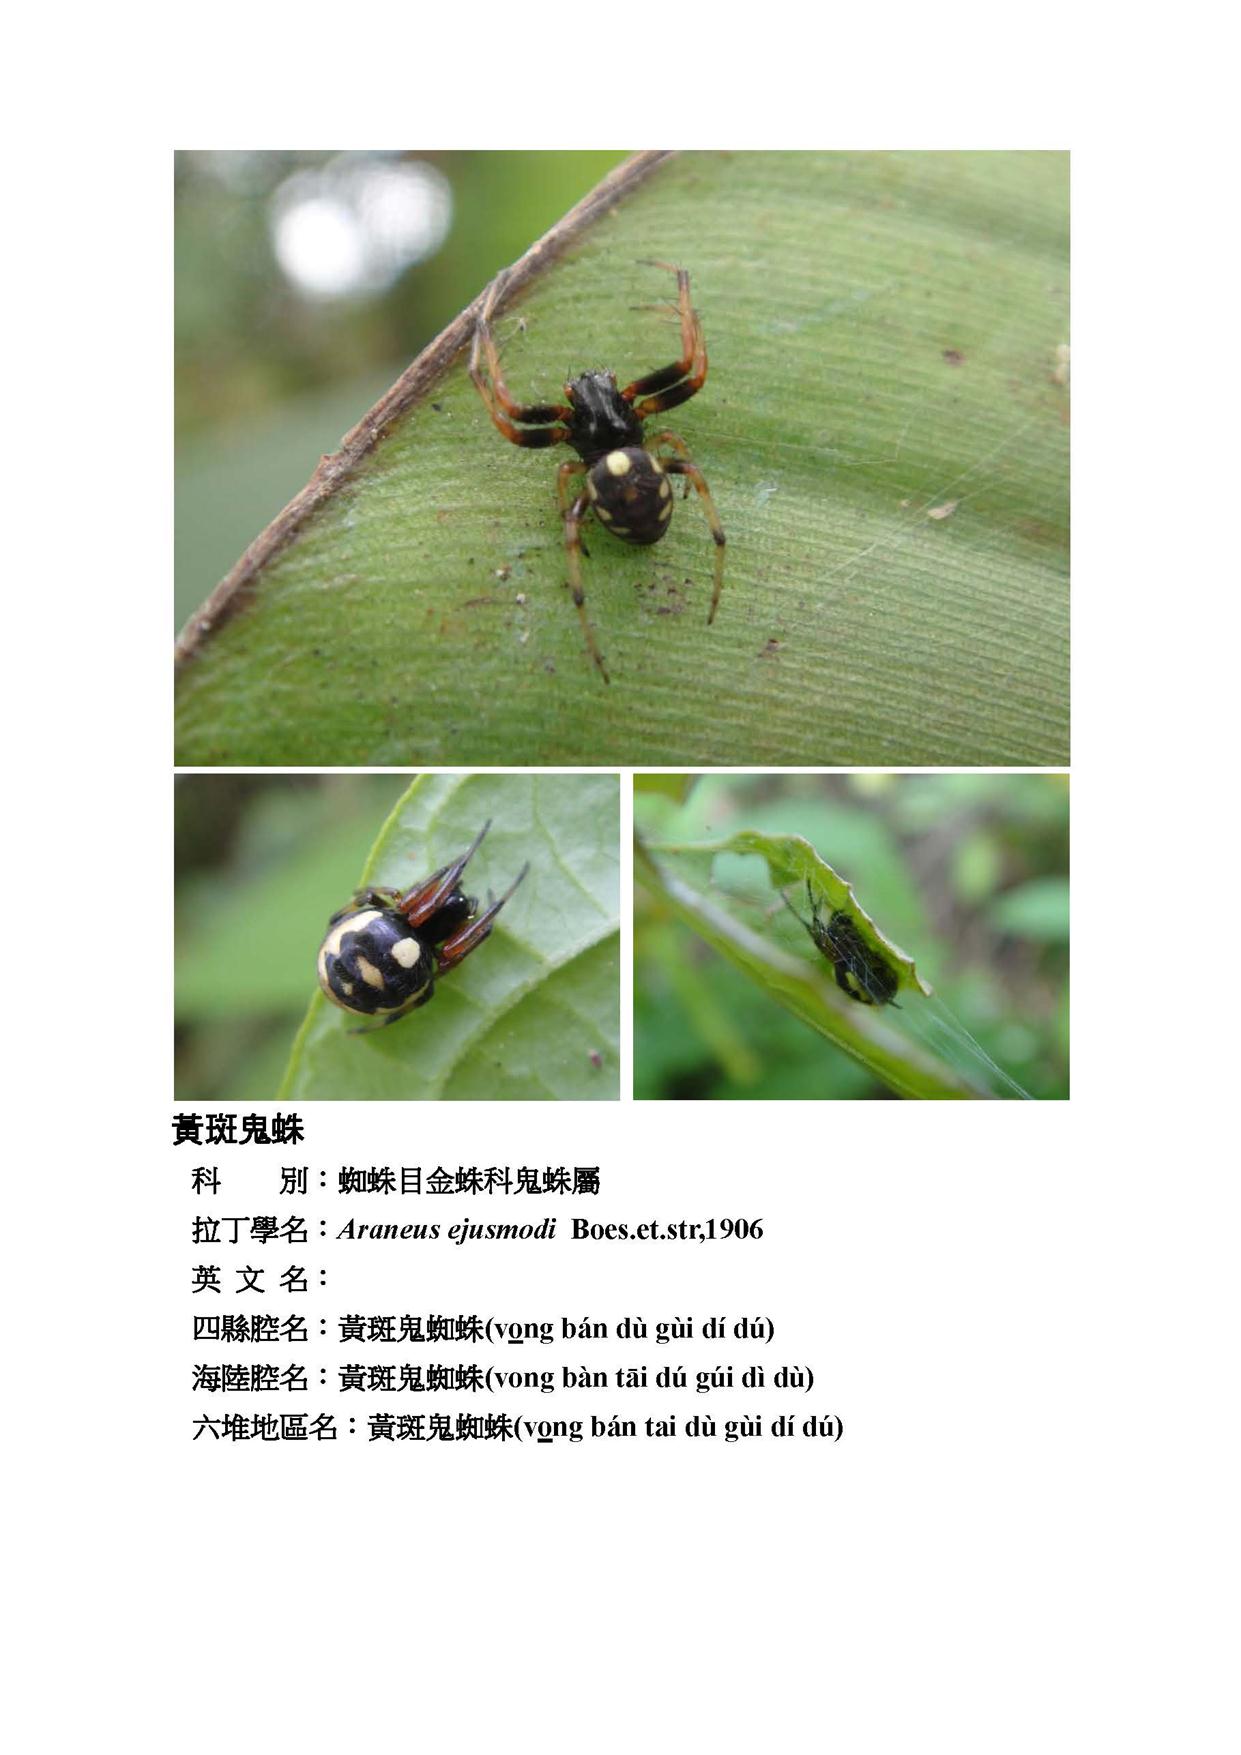 黃斑鬼蛛
科　　別：蜘蛛目金蛛科鬼蛛屬
拉丁學名：Araneus ejusmodi Boes.et.str,1906
英 文 名：
四縣腔名：黃斑鬼蜘蛛(vong bán dù gùi dí dú)
海陸腔名：黃斑鬼蜘蛛(vong bàn tāi dú gúi dì dù)
六堆地區名：黃斑鬼蜘蛛(vong bán tai dù gùi dí dú)